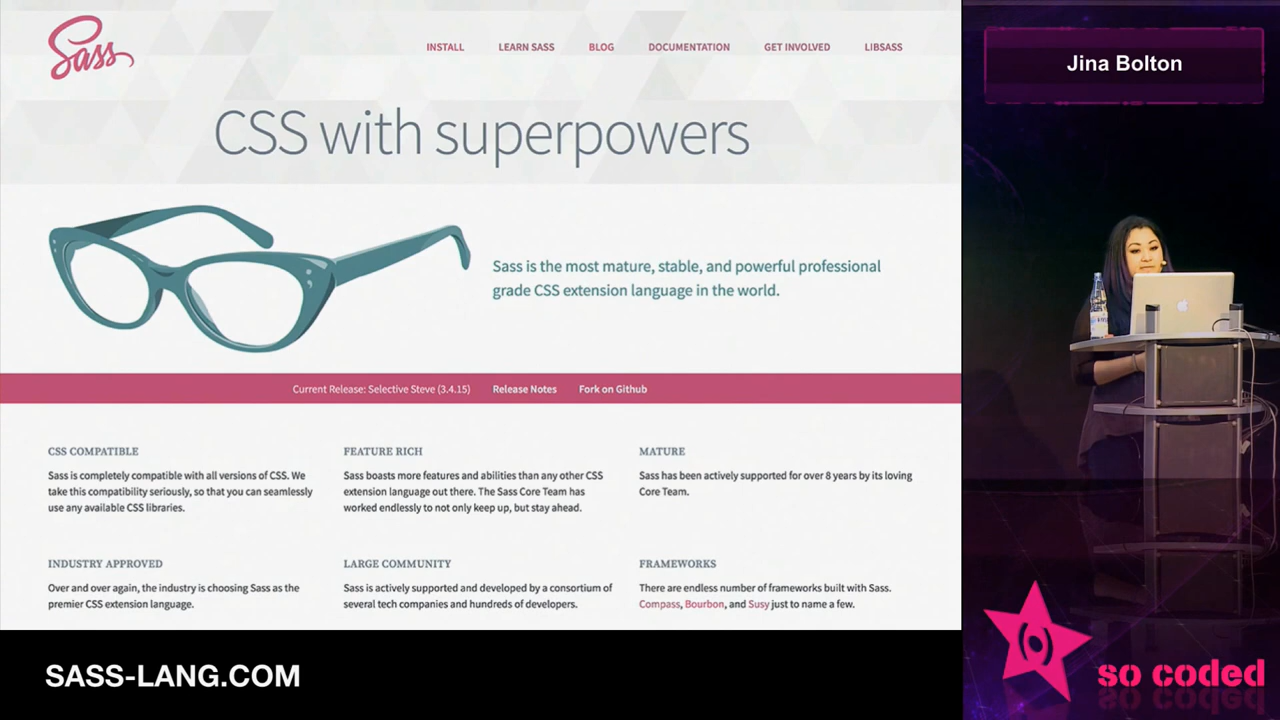 Sass
INSTALL
LEARN SASS
BLOG
DOCUMENTATION
GET INVOLVED
LIBSASS
CSS with superpowers
Sass is the most mature, stable, and powerful professional
grade CSS extension language in the world.
Current Release: Selective Steve (3.4.15)
Release Notes
Fork on Github
CSS COMPATIBLE
Sass is completely compatible with all versions of CSS. We
take this compatibility seriously, so that you can seamlessly
use any available CSS libraries.
FEATURE RICH
Sass boasts more features and abilities than any other CSS
extension language out there. The Sass Core Team has
worked endlessly to not only keep up, but stay ahead.
MATURE
Sass has been actively supported for over 8 years by its loving
Core Team.
INDUSTRY APPROVED
Over and over again, the industry is choosing Sass as the
premier CSS extension language.
LARGE COMMUNITY
Sass is actively supported and developed by a consortium of
several tech companies and hundreds of developers.
FRAMEWORKS
There are endless number of frameworks built with Sass.
Compass, Bourbon, and Susy just to name a few.
SASS-LANG.COM
Jina Bolton
so coded